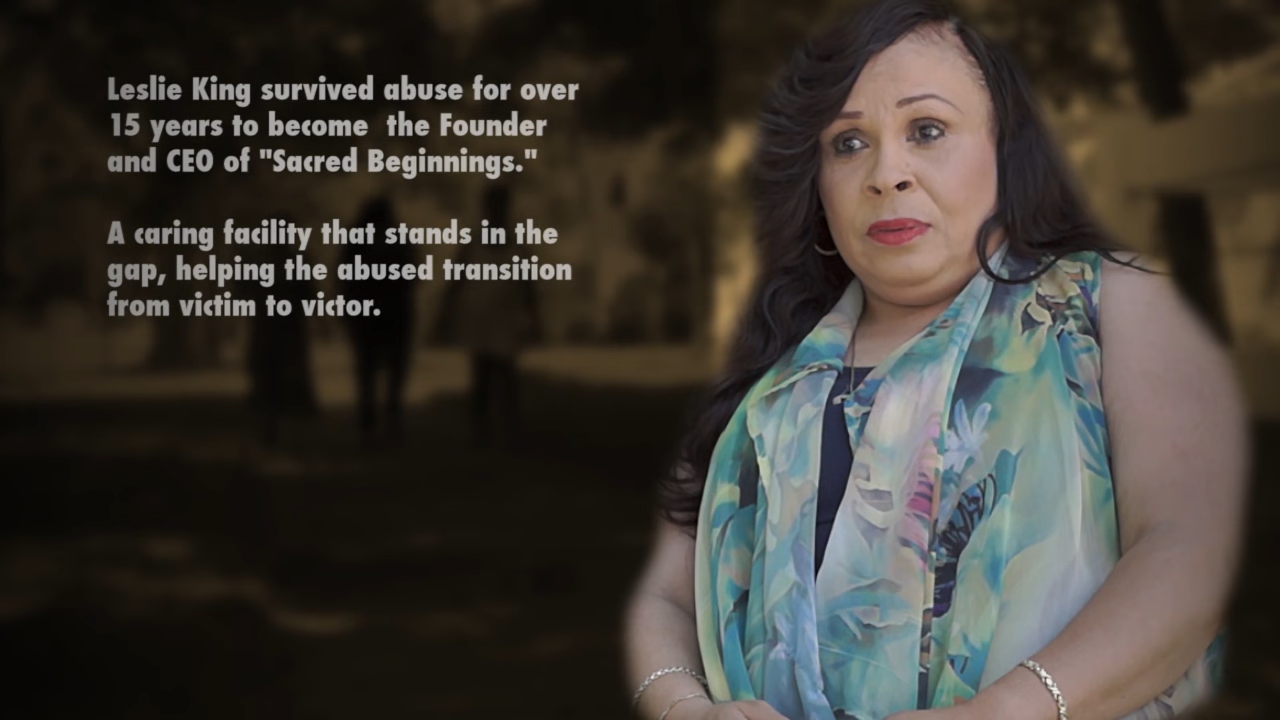 Leslie King survived abuse for over
15 years to become  the Founder
and CEO of "Sacred Beginnings."
A caring facility that stands in the
gap, helping the abused transition
from victim to victor.